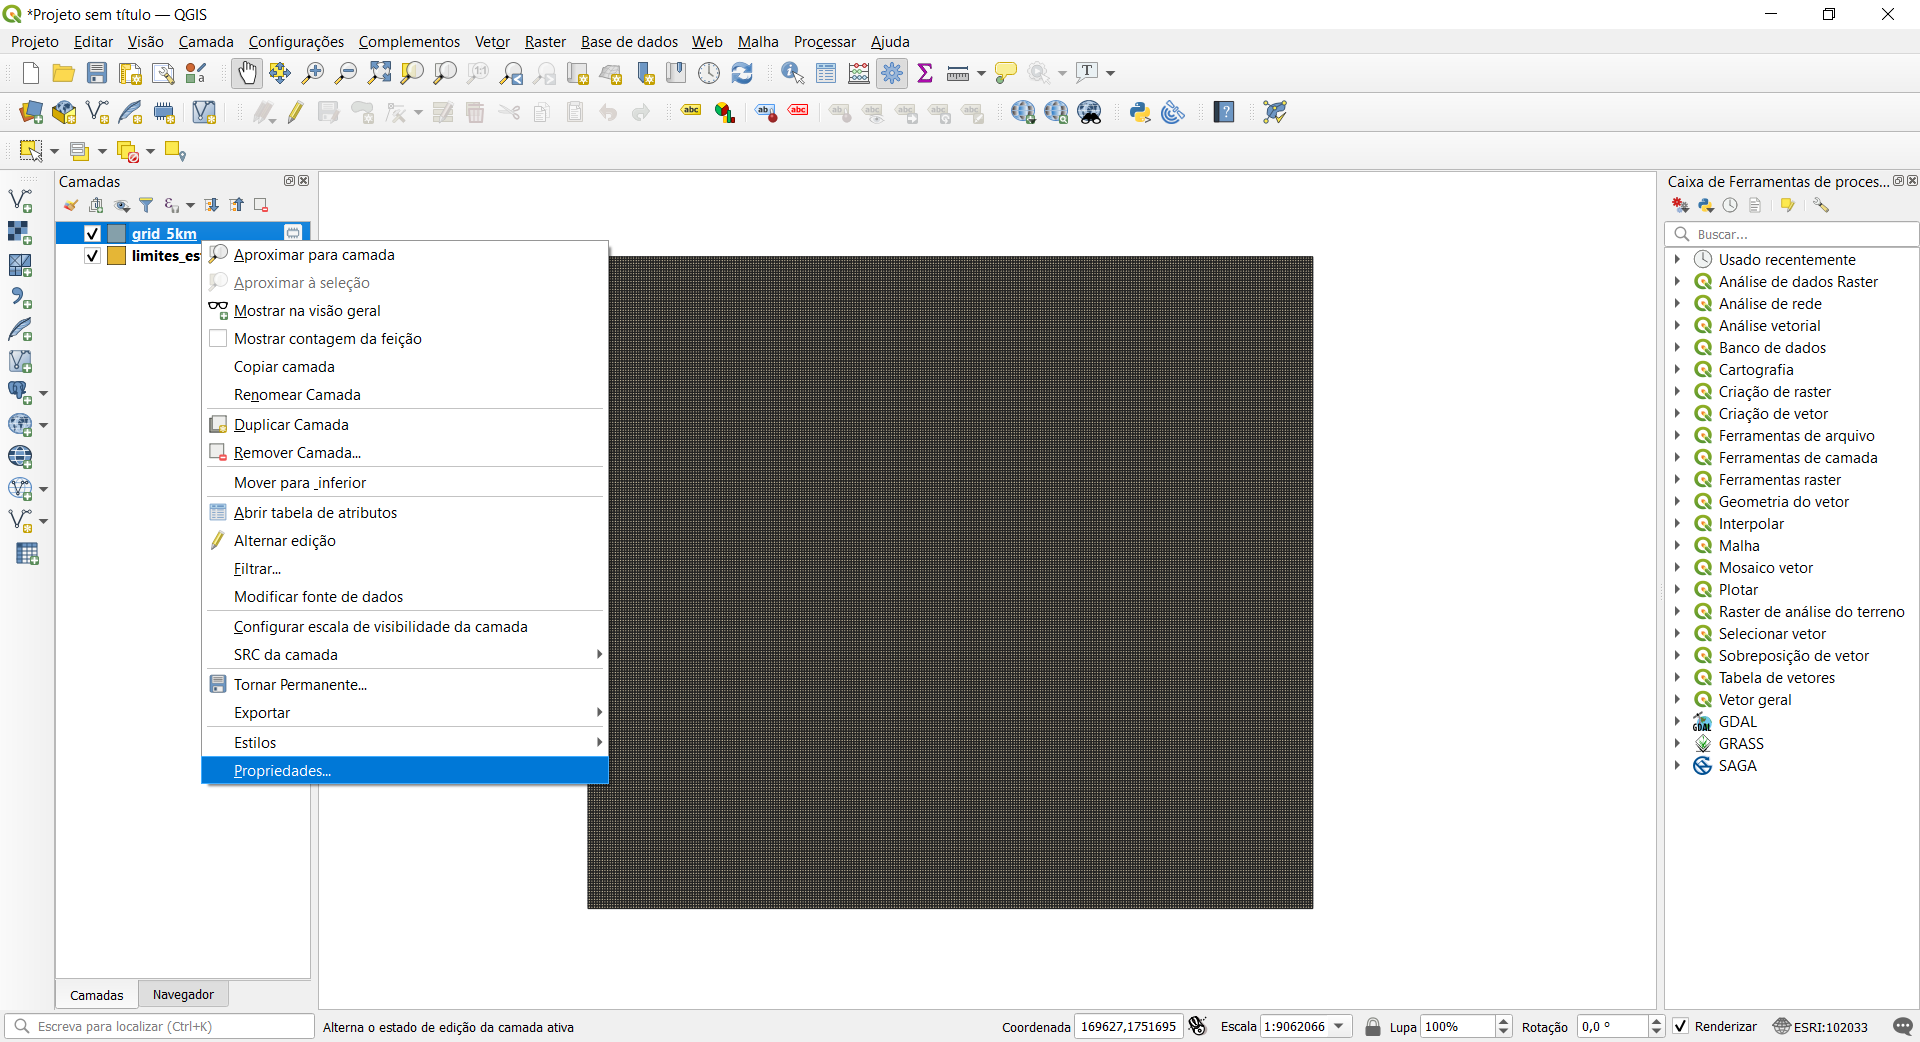 *Projeto sem título — QGIS
Projeto Editar Visão Camada Configurações Complementos Vetor Raster Base de dados Web Malha Processar Ajuda
Camadas
grid_5km
limites_es
Aproximar para camada
Aproximar à seleção
Mostrar na visão geral
Mostrar contagem da feição
Copiar camada
Renomear Camada
Duplicar Camada
Remover Camada...
Mover para _inferior
Abrir tabela de atributos
Alternar edição
Filtrar...
Modificar fonte de dados
Configurar escala de visibilidade da camada
SRC da camada
Tornar Permanente...
Exportar
Estilos
Propriedades...
Caixa de Ferramentas de proces...
Buscar...
Usado recentemente
Análise de dados Raster
Análise de rede
Análise vetorial
Banco de dados
Cartografia
Criação de raster
Criação de vetor
Ferramentas de arquivo
Ferramentas de camada
Ferramentas raster
Geometria do vetor
Interpolar
Malha
Mosaico vetor
Plotar
Raster de análise do terreno
Selecionar vetor
Sobreposição de vetor
Tabela de vetores
Vetor geral
GDAL
GRASS
SAGA
Camadas Navegador
Escreva para localizar (Ctrl+K) Alterna o estado de edição da camada ativa Coordenada 169627,1751695 Escala 1:9062066 Lupa 100% Rotação 0,0 ° Renderizar ESRI:102033